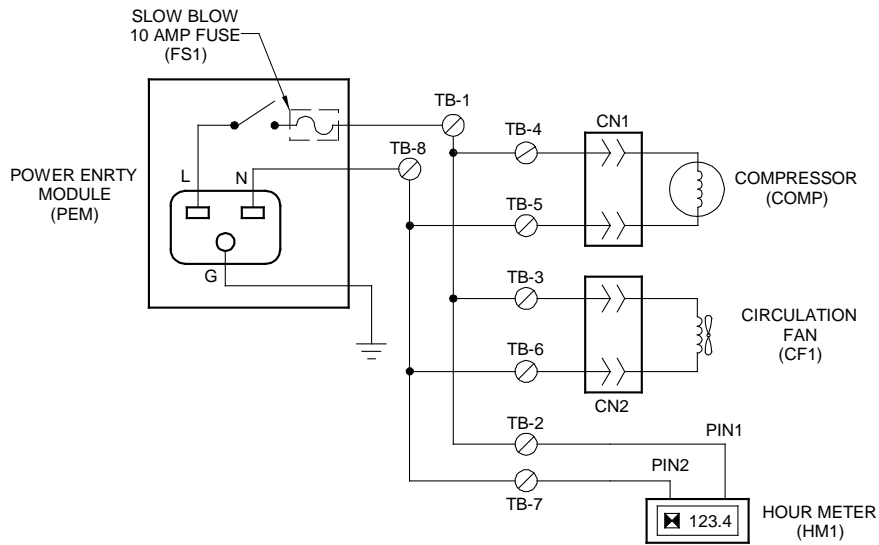 SLOW BLOW
10 AMP FUSE
(FS1)
TB-1
TB-8
TB-4
CN1
L
N
POWER ENRTY
MODULE
(PEM)
COMPRESSOR
(COMP)
TB-5
G
TB-3
CIRCULATION
FAN
(CF1)
TB-6
CN2
TB-2
PIN1
PIN2
TB-7
123.4
HOUR METER
(HM1)